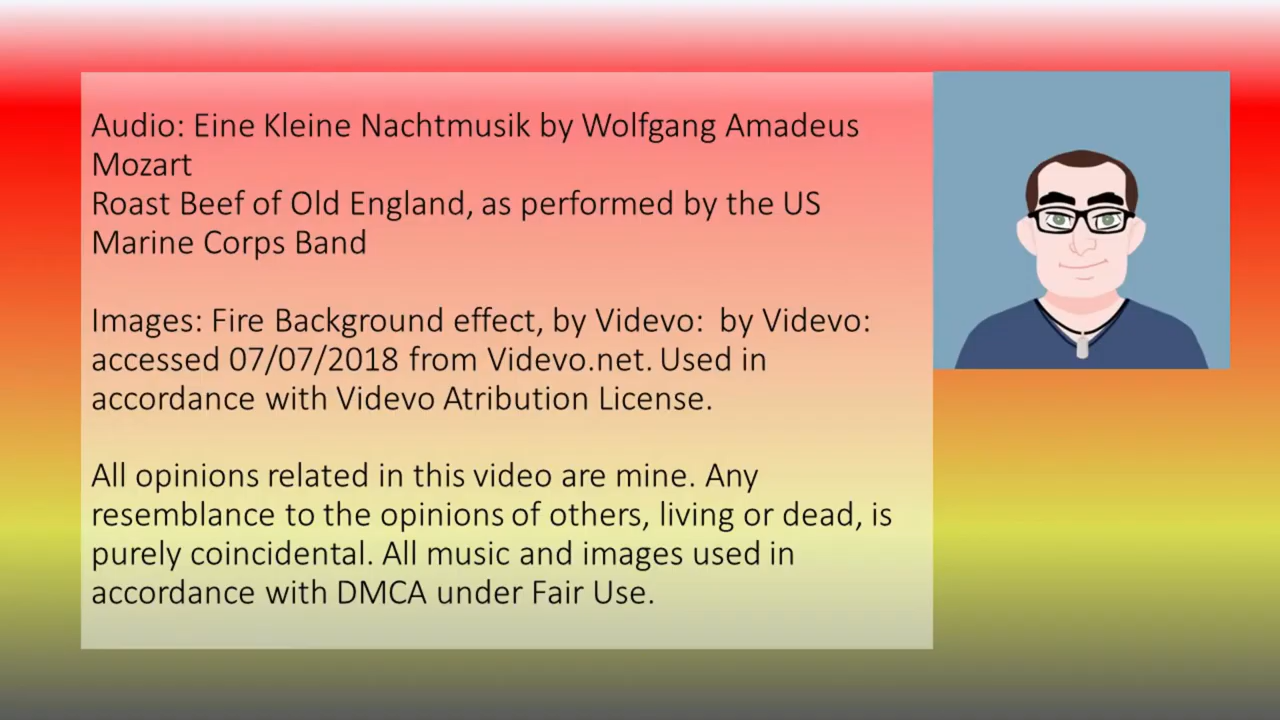 Audio: Eine Kleine Nachtmusik by Wolfgang Amadeus
Mozart
Roast Beef of Old England, as performed by the US
Marine Corps Band
Images: Fire Background effect, by Videvo:  by Videvo:
accessed 07/07/2018 from Videvo.net. Used in
accordance with Videvo Atribution License.
All opinions related in this video are mine. Any
resemblance to the opinions of others, living or dead, is
purely coincidental. All music and images used in
accordance with DMCA under Fair Use.